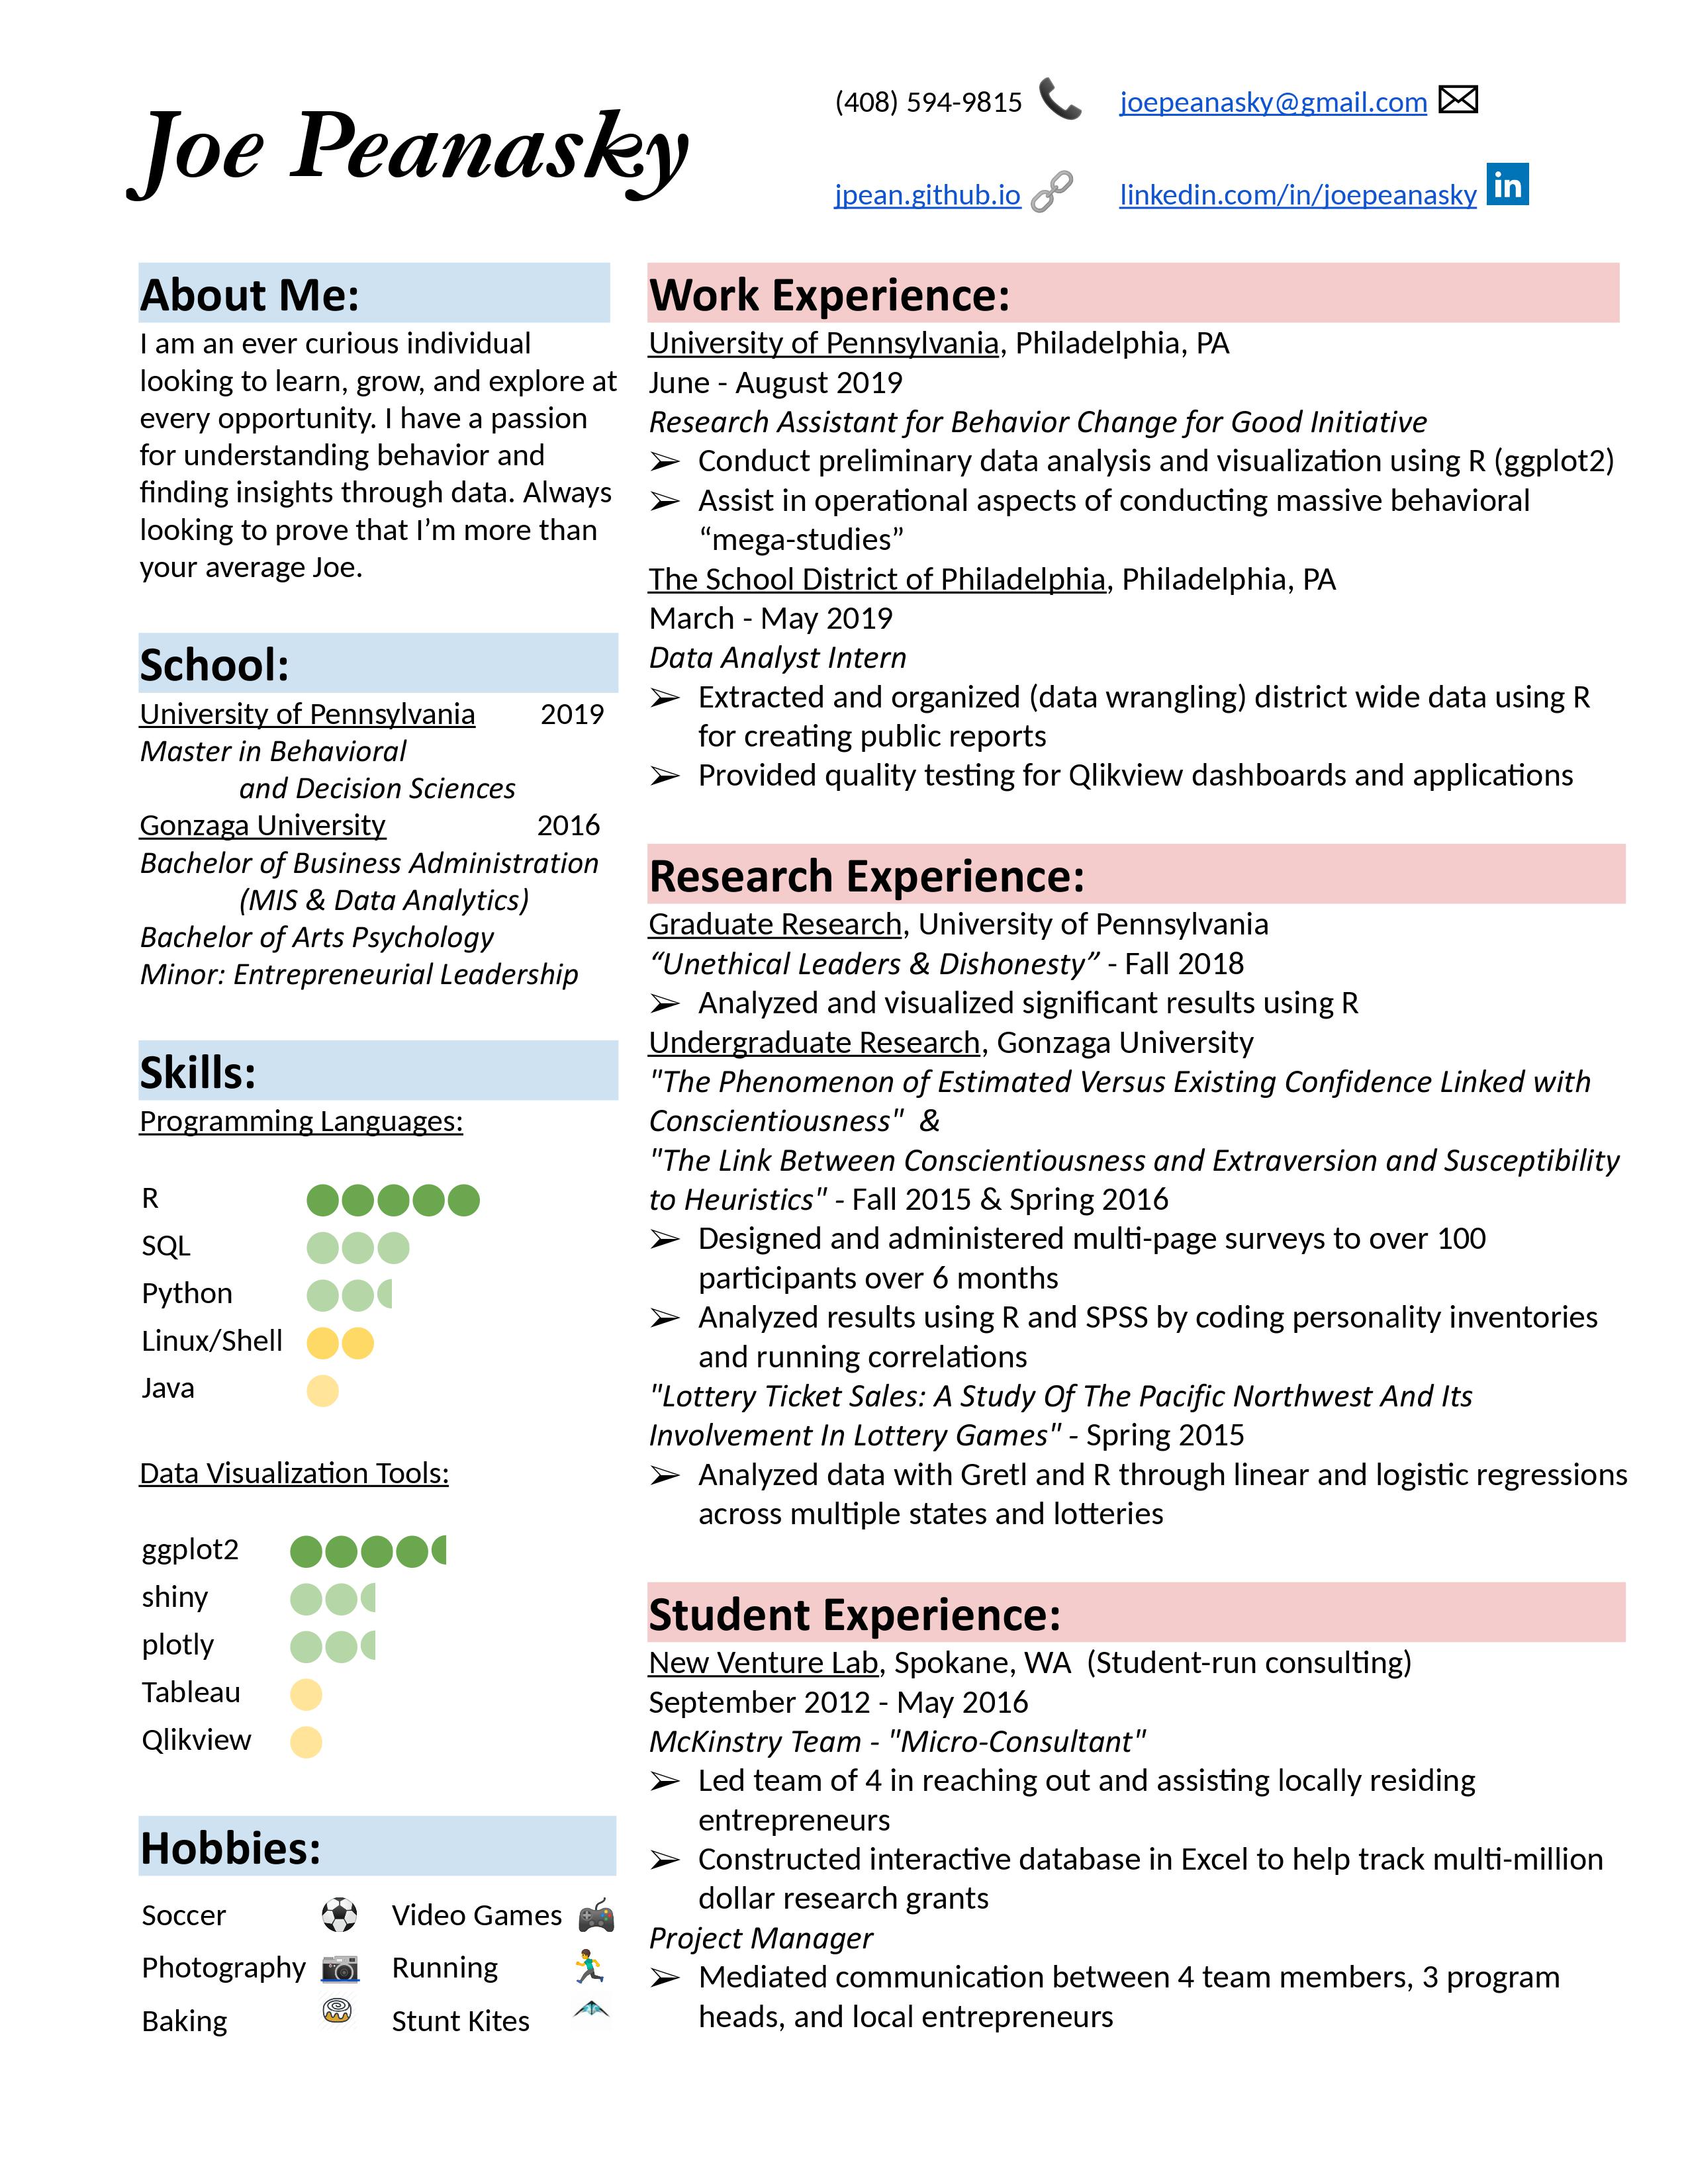 Joe Peanasky
(408) 594-9815
joepeanasky@gmail.com
jpean.github.io
linkedin.com/in/joepeanasky
in
About Me:
I am an ever curious individual
looking to learn, grow, and explore at
every opportunity. I have a passion
for understanding behavior and
finding insights through data. Always
looking to prove that I’m more than
your average Joe.
School:
University of Pennsylvania 2019
Master in Behavioral
and Decision Sciences
Gonzaga University 2016
Bachelor of Business Administration
(MIS & Data Analytics)
Bachelor of Arts Psychology
Minor: Entrepreneurial Leadership
Skills:
Programming Languages:
R
SQL
Python
Linux/Shell
Java
Data Visualization Tools:
ggplot2
shiny
plotly
Tableau
Qlikview
Hobbies:
Soccer Video Games
Photography Running
Baking Stunt Kites
Work Experience:
University of Pennsylvania, Philadelphia, PA
June - August 2019
Research Assistant for Behavior Change for Good Initiative
➢ Conduct preliminary data analysis and visualization using R (ggplot2)
➢ Assist in operational aspects of conducting massive behavioral
“mega-studies”
The School District of Philadelphia, Philadelphia, PA
March - May 2019
Data Analyst Intern
➢ Extracted and organized (data wrangling) district wide data using R
for creating public reports
➢ Provided quality testing for Qlikview dashboards and applications
Research Experience:
Graduate Research, University of Pennsylvania
“Unethical Leaders & Dishonesty” - Fall 2018
➢ Analyzed and visualized significant results using R
Undergraduate Research, Gonzaga University
"The Phenomenon of Estimated Versus Existing Confidence Linked with
Conscientiousness" &
"The Link Between Conscientiousness and Extraversion and Susceptibility
to Heuristics" - Fall 2015 & Spring 2016
➢ Designed and administered multi-page surveys to over 100
participants over 6 months
➢ Analyzed results using R and SPSS by coding personality inventories
and running correlations
"Lottery Ticket Sales: A Study Of The Pacific Northwest And Its
Involvement In Lottery Games" - Spring 2015
➢ Analyzed data with Gretl and R through linear and logistic regressions
across multiple states and lotteries
Student Experience:
New Venture Lab, Spokane, WA (Student-run consulting)
September 2012 - May 2016
McKinstry Team - "Micro-Consultant"
➢ Led team of 4 in reaching out and assisting locally residing
entrepreneurs
➢ Constructed interactive database in Excel to help track multi-million
dollar research grants
Project Manager
➢ Mediated communication between 4 team members, 3 program
heads, and local entrepreneurs